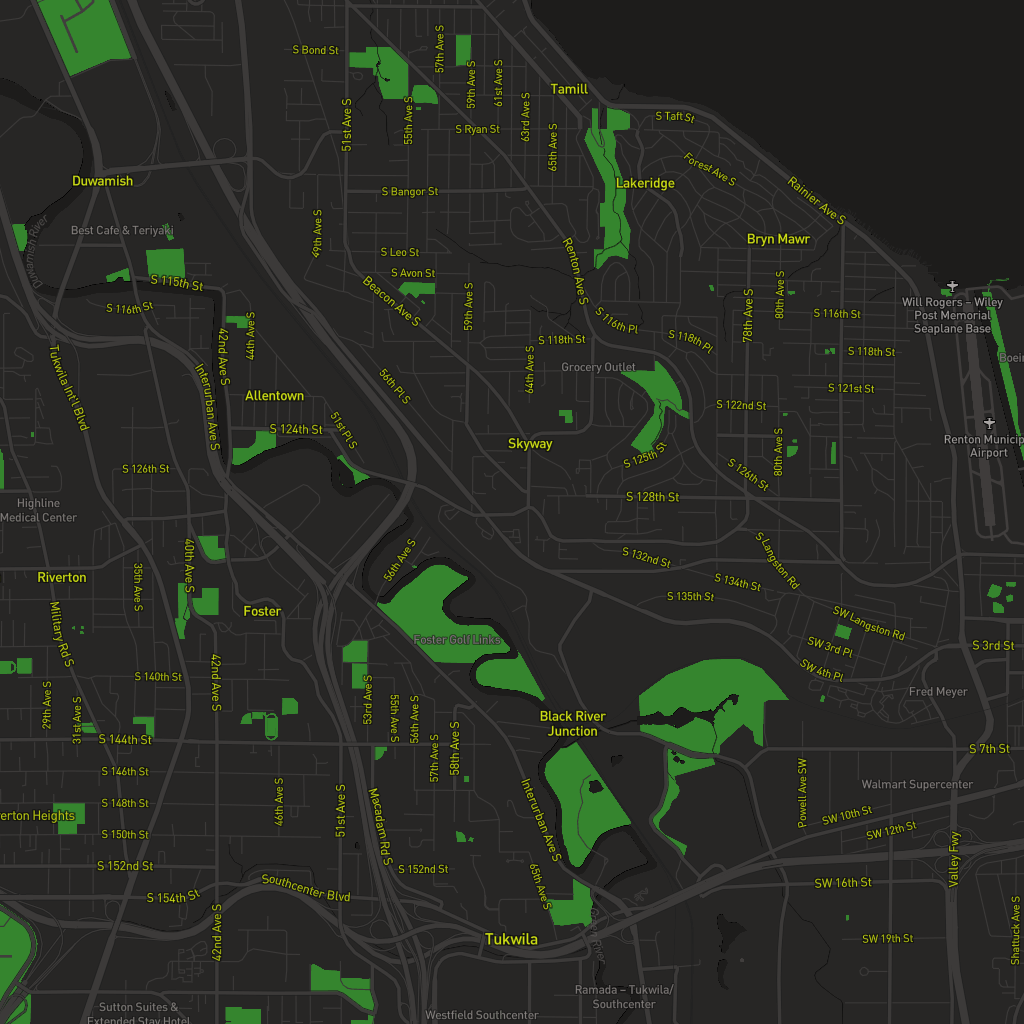 S Bond St
57th Ave S
59th Ave S
61st Ave S
Tamill
51st Ave S
55th Ave S
63rd Ave S
S Ryan St
65th Ave S
S Taft St
Forest Ave S
Duwamish
S Bangor St
Lakeridge
Rainier Ave S
Best Cafe & Teriyaki
49th Ave S
Bryn Mawr
Duwamish River
S Leo St
S Avon St
Renton Ave S
S 115th St
S 116th St
Beacon Ave S
59th Ave S
80th Ave S
78th Ave S
Will Rogers – Wiley
Post Memorial
Seaplane Base
S 116th St
S 116th Pl
S 118th St
S 118th Pl
S 118th St
44th Ave S
42nd Ave S
Tukwila Int'l Blvd
Interurban Ave S
56th Pl S
64th Ave S
Grocery Outlet
S 121st St
Allentown
S 122nd St
51st Pl S
S 124th St
Skyway
80th Ave S
Renton Municip
Airport
S 125th St
S 126th St
S 126th St
S 128th St
Highline
Medical Center
40th Ave S
56th Ave S
S 132nd St
S Langston Rd
S 134th St
S 135th St
Riverton
35th Ave S
Foster
Military Rd S
Foster Golf Links
SW Langston Rd
SW 3rd Pl
SW 4th Pl
S 3rd St
S 140th St
42nd Ave S
29th Ave S
31st Ave S
53rd Ave S
55th Ave S
56th Ave S
Fred Meyer
Black River
Junction
S 144th St
57th Ave S
58th Ave S
S 7th St
S 146th St
46th Ave S
51st Ave S
Macadam Rd S
Interurban Ave S
Powell Ave SW
Walmart Supercenter
S 148th St
erton Heights
S 150th St
SW 10th St
SW 12th St
Valley Fwy
S 152nd St
S 152nd St
65th Ave S
S 154th St
Southcenter Blvd
SW 16th St
Shattuck Ave S
42nd Ave S
Tukwila
SW 19th St
Ramada – Tukwila/
Southcenter
Sutton Suites &
Extended Stay Hotel
Westfield Southcenter